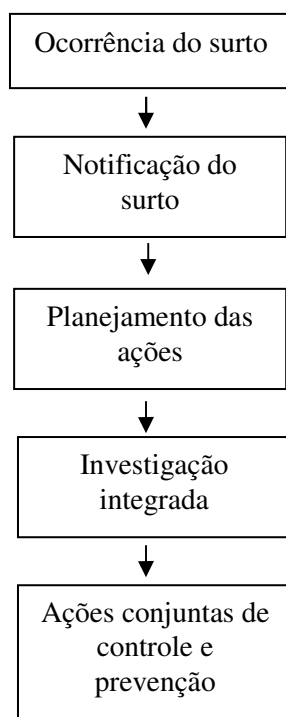 Ocorrência do surto
Notificação do
surto
Planejamento das
ações
Investigação
integrada
Ações conjuntas de
controle e
prevenção